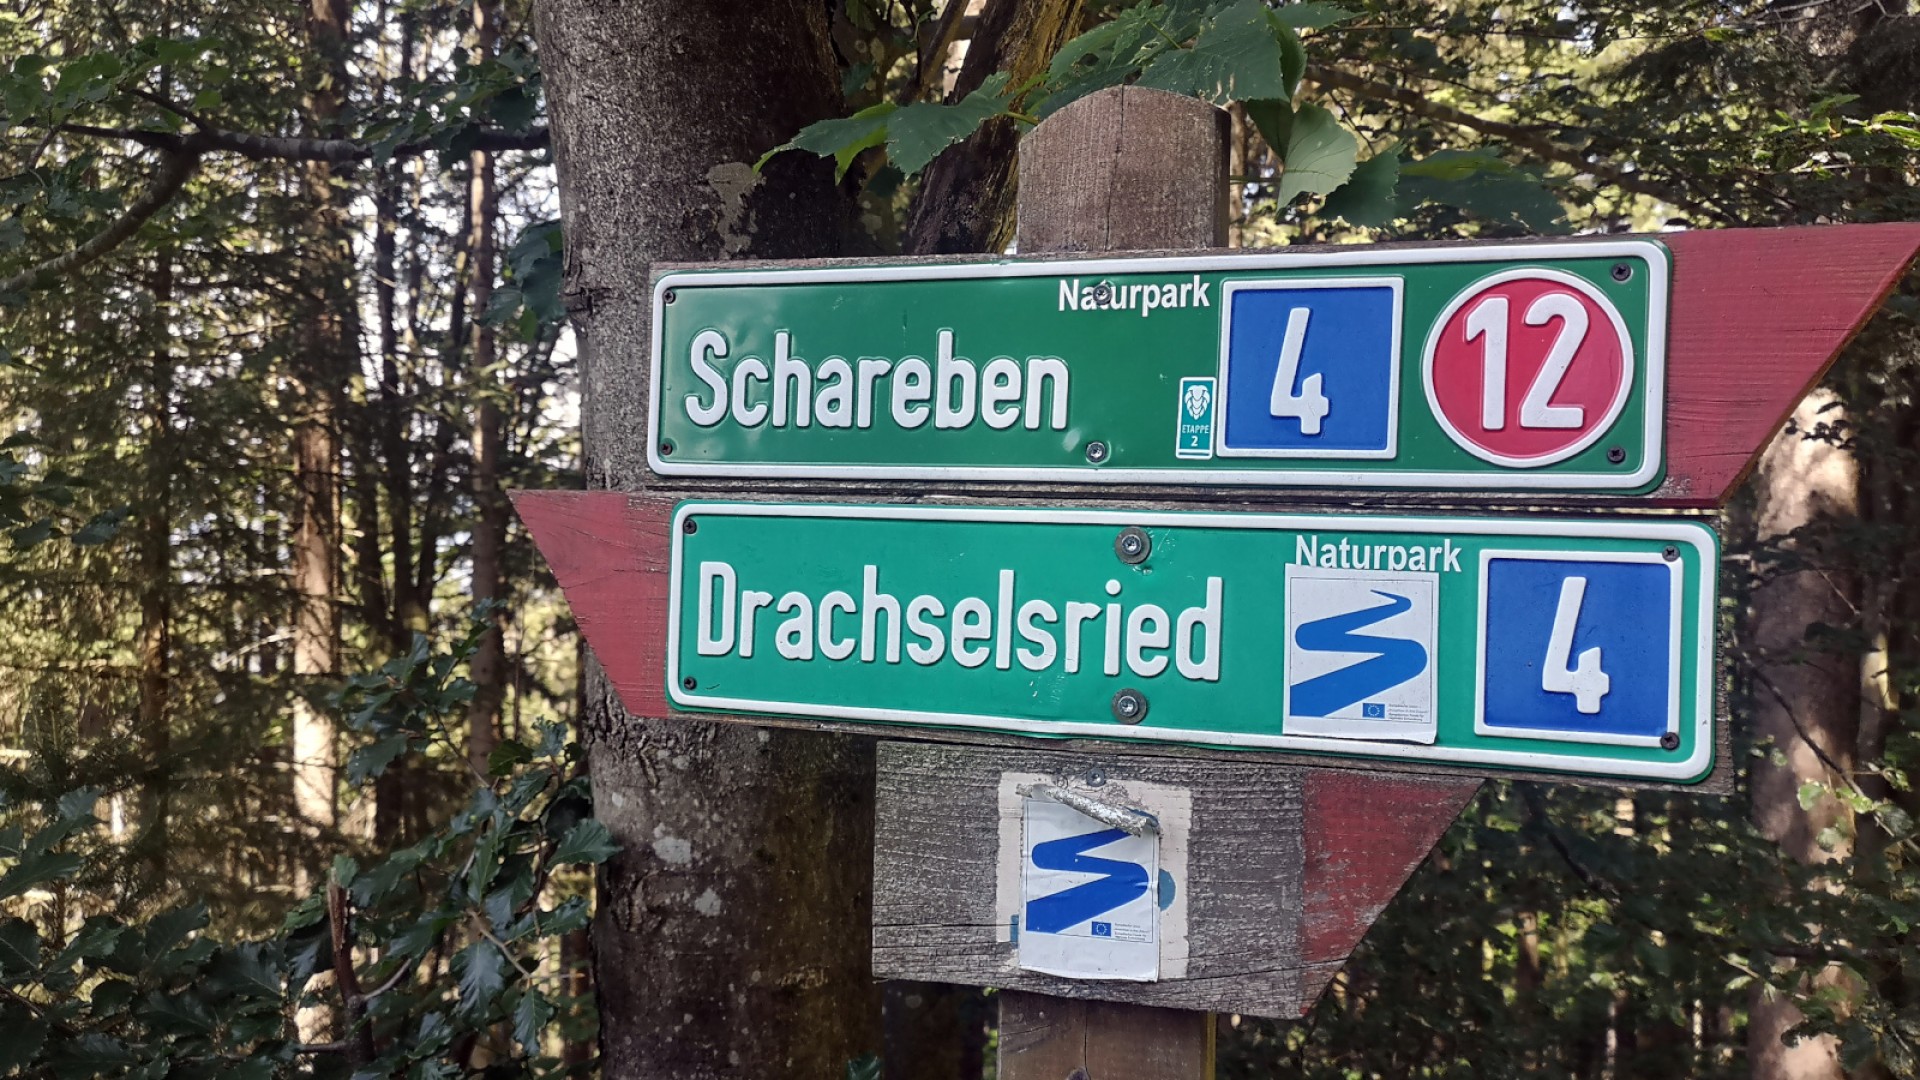 Naturpark
Schareben
ETAPPE
2
4
12
Drachselsried
Naturpark
4